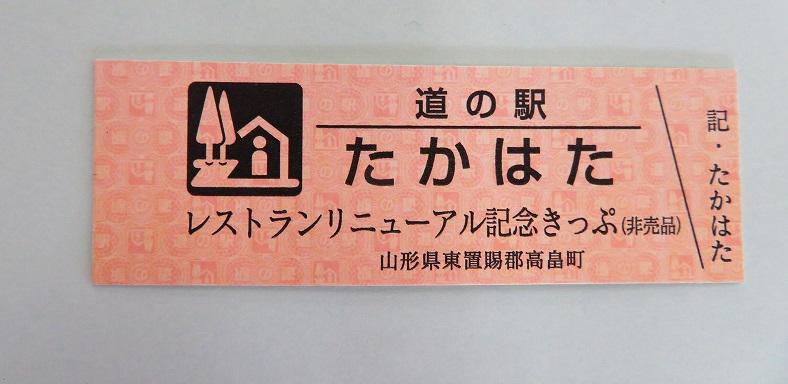 道の駅
たかはた
レストランリニューアル記念きっぷ(非売品)
山形県東置賜郡高畠町
記・たかはた